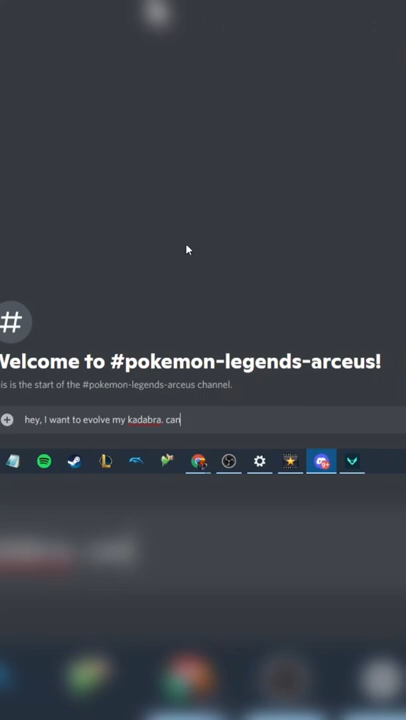 #
Welcome to #pokemon-legends-arceus!
is is the start of the #pokemon-legends-arceus channel.
hey, I want to evolve my kadabra. can